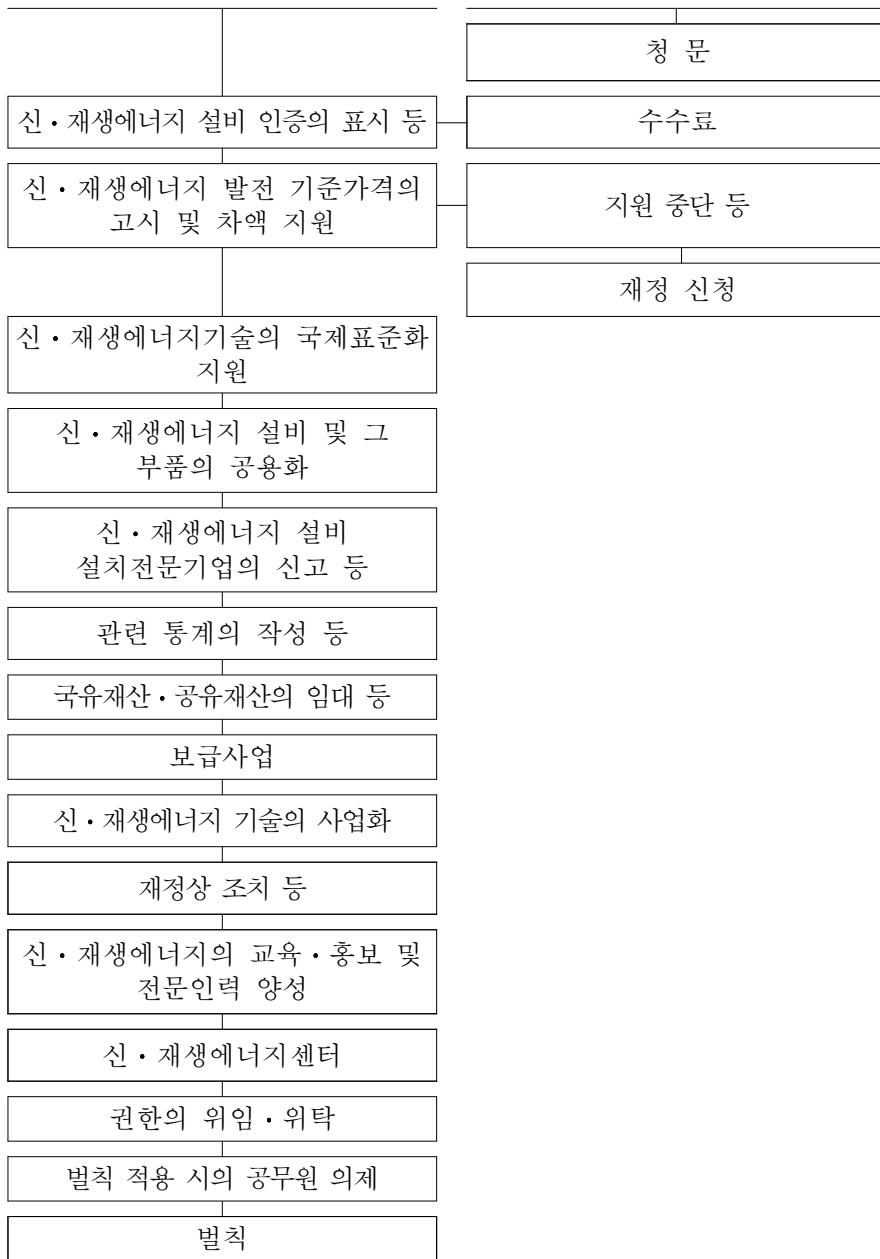 청 문
신・재생에너지 설비 인증의 표시 등
수수료
신・재생에너지 발전 기준가격의
고시 및 차액 지원
지원 중단 등
재정 신청
신・재생에너지기술의 국제표준화
지원
신・재생에너지 설비 및 그
부품의 공용화
신・재생에너지 설비
설치전문기업의 신고 등
관련 통계의 작성 등
국유재산・공유재산의 임대 등
보급사업
신・재생에너지 기술의 사업화
재정상 조치 등
신・재생에너지의 교육・홍보 및
전문인력 양성
신・재생에너지센터
권한의 위임・위탁
벌칙 적용 시의 공무원 의제
벌칙